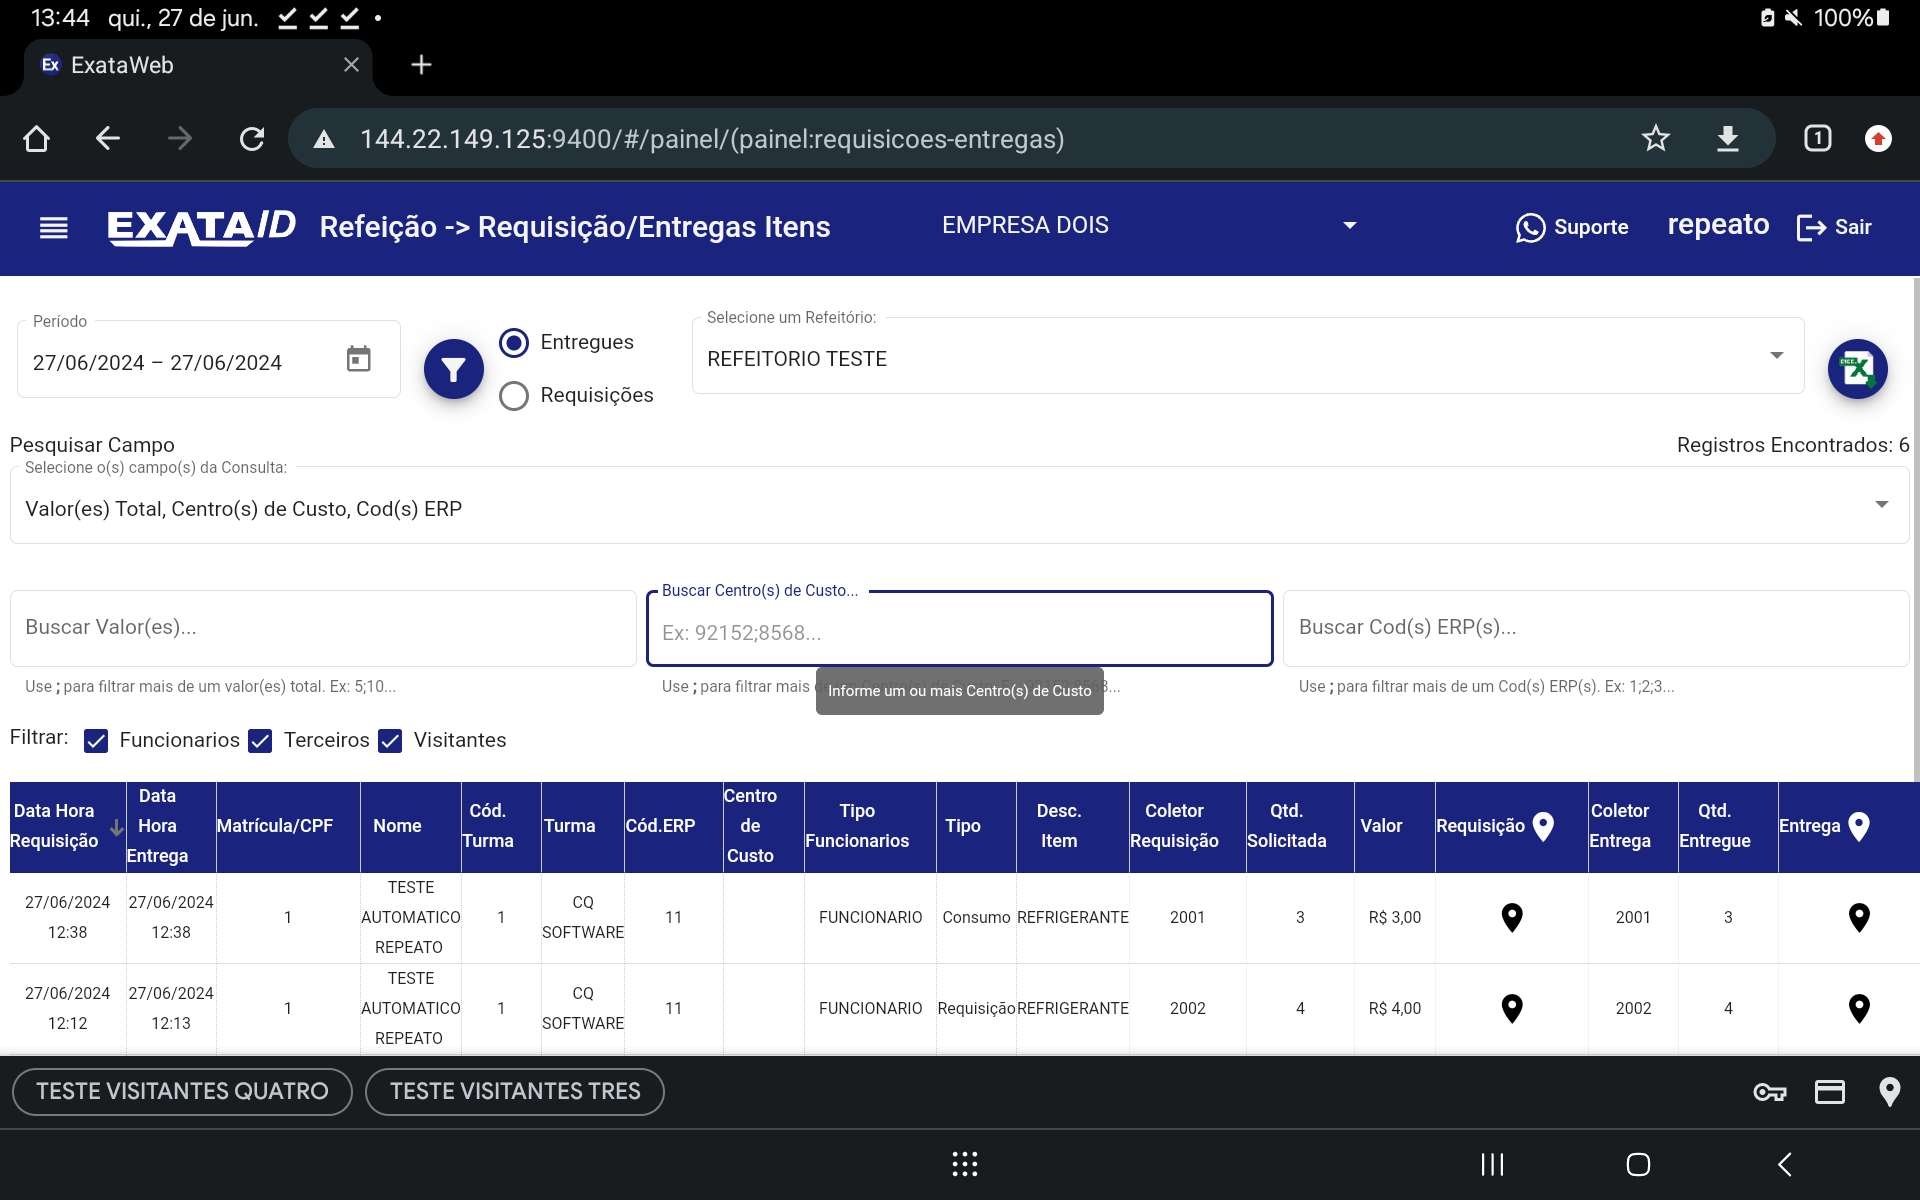 13:44 qui., 27 de jun.
100%
Ex ExataWeb
144.22.149.125:9400/#/painel/(painel:requisicoes-entregas)
1
EXATA/ID Refeição -> Requisição/Entregas Itens EMPRESA DOIS Suporte repeato Sair
Período
27/06/2024 – 27/06/2024
Entregues
Requisições
Selecione um Refeitório:
REFEITORIO TESTE
Pesquisar Campo
Registros Encontrados: 6
Selecione o(s) campo(s) da Consulta:
Valor(es) Total, Centro(s) de Custo, Cod(s) ERP
Buscar Valor(es)...
Buscar Centro(s) de Custo...
Ex: 92152;8568...
Buscar Cod(s) ERP(s)...
Use ; para filtrar mais de um valor(es) total. Ex: 5;10...
Use ; para filtrar mais
Informe um ou mais Centro(s) de Custo
Use ; para filtrar mais de um Cod(s) ERP(s). Ex: 1;2;3...
Filtrar: Funcionarios Terceiros Visitantes
Data Hora Requisição Data Hora Entrega Matrícula/CPF Nome Cód. Turma Turma Cód.ERP Centro de Custo Tipo Funcionarios Tipo Desc. Item Coletor Requisição Qtd. Solicitada Valor Requisição Coletor Entrega Qtd. Entregue Entrega
27/06/2024 12:38 27/06/2024 12:38 1 TESTE AUTOMATICO REPEATO 1 CQ SOFTWARE 11 FUNCIONARIO Consumo REFRIGERANTE 2001 3 R$ 3,00 2001 3
27/06/2024 12:12 27/06/2024 12:13 1 TESTE AUTOMATICO REPEATO 1 CQ SOFTWARE 11 FUNCIONARIO Requisição REFRIGERANTE 2002 4 R$ 4,00 2002 4
TESTE VISITANTES QUATRO TESTE VISITANTES TRES